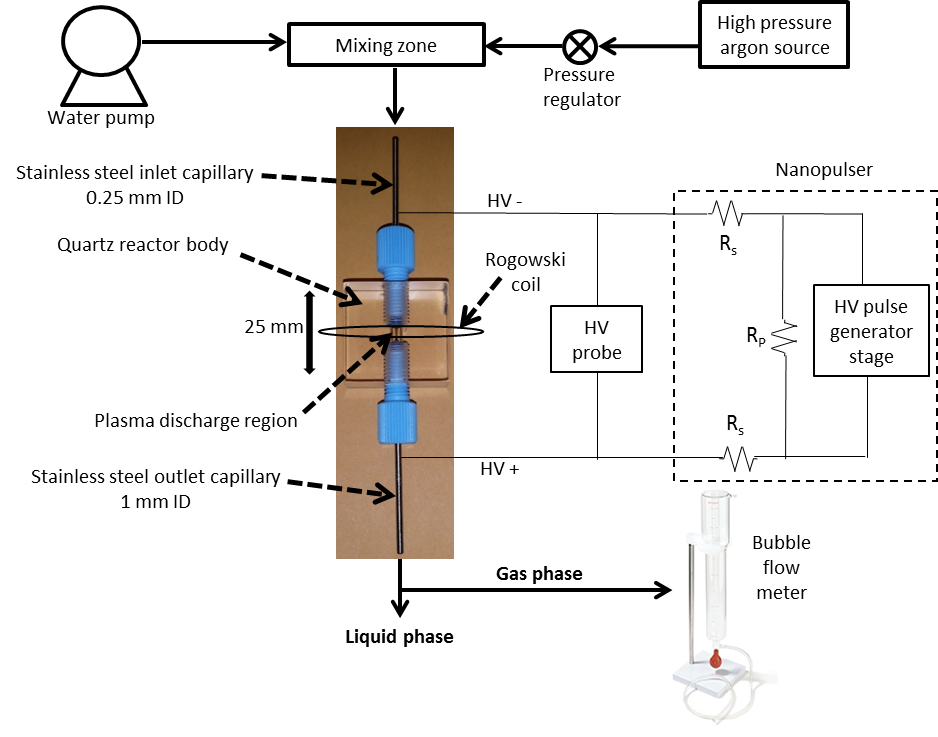 High pressure
argon source
Mixing zone
Pressure
regulator
Water pump
Stainless steel inlet capillary
0.25 mm ID
Nanopulser
HV -
Rs
Quartz reactor body
Rogowski
coil
25 mm
HV
probe
RP
HV pulse
generator
stage
Plasma discharge region
Rs
HV +
Stainless steel outlet capillary
1 mm ID
Bubble
flow
meter
Gas phase
Liquid phase